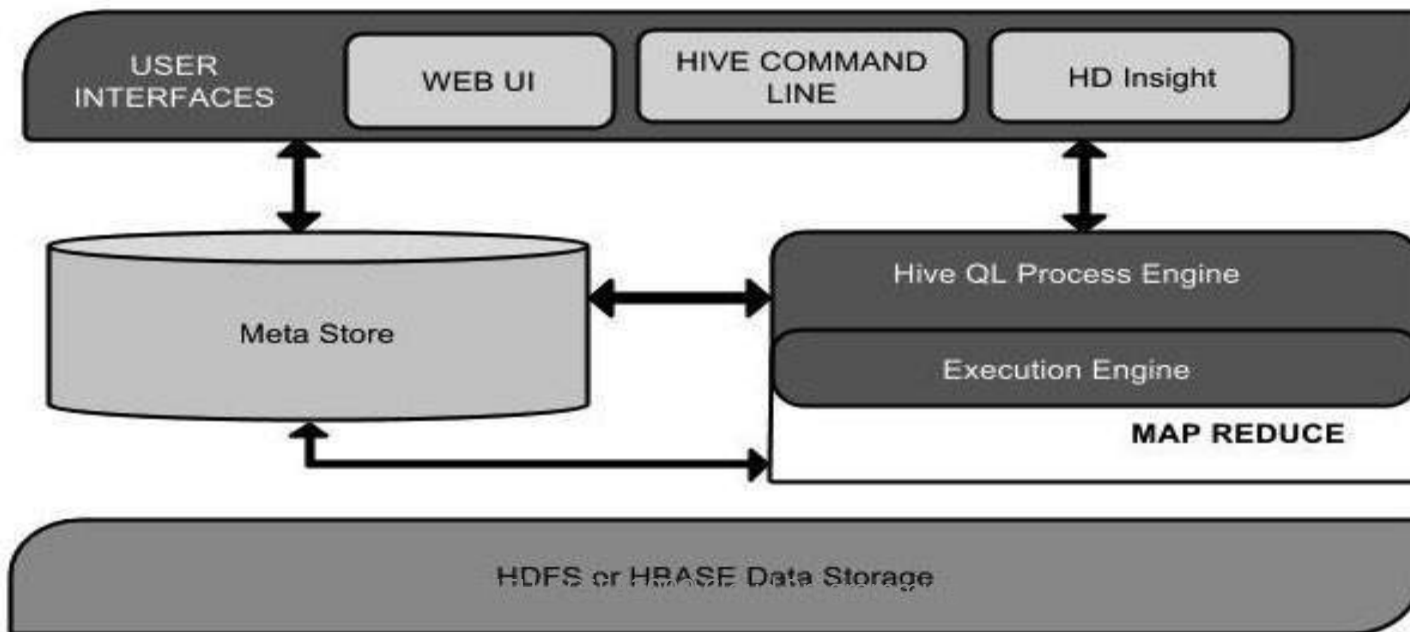 USER
INTERFACES
WEB UI
HIVE COMMAND
LINE
HD Insight
Meta Store
Hive QL Process Engine
Execution Engine
MAP REDUCE
HDFS or HBASE Data Storage